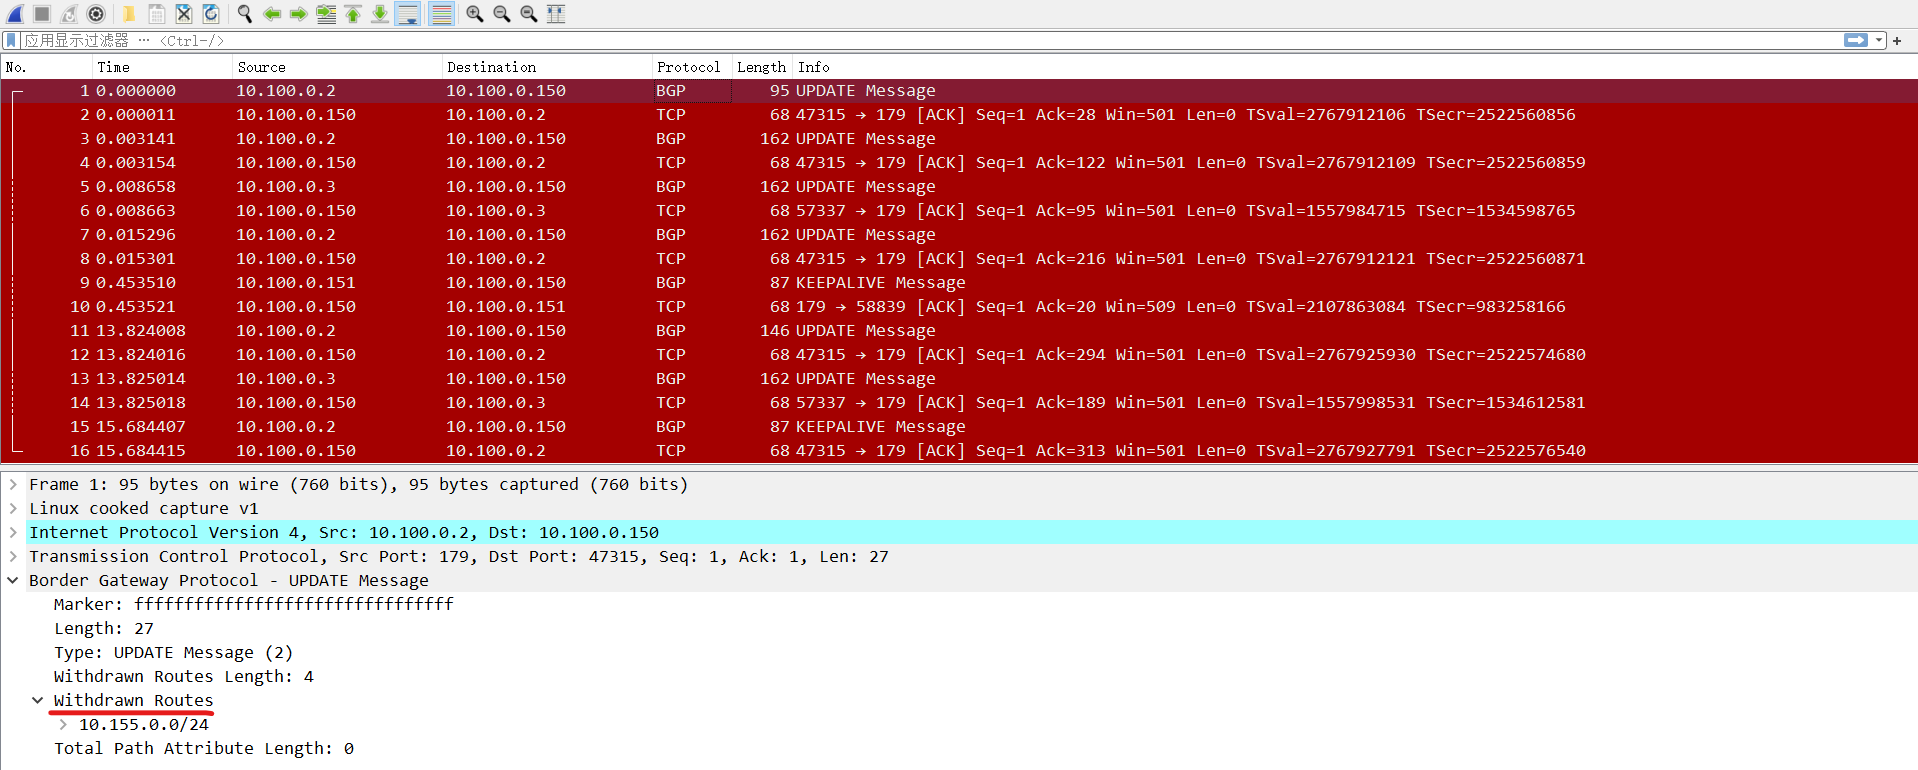 应用显示过滤器 … <Ctrl-/>
No. Time Source Destination Protocol Length Info
1 0.000000 10.100.0.2 10.100.0.150 BGP 95 UPDATE Message
2 0.000011 10.100.0.150 10.100.0.2 TCP 68 47315 → 179 [ACK] Seq=1 Ack=28 Win=501 Len=0 TSval=2767912106 TSecr=2522560856
3 0.003141 10.100.0.2 10.100.0.150 BGP 162 UPDATE Message
4 0.003154 10.100.0.150 10.100.0.2 TCP 68 47315 → 179 [ACK] Seq=1 Ack=122 Win=501 Len=0 TSval=2767912109 TSecr=2522560859
5 0.008658 10.100.0.3 10.100.0.150 BGP 162 UPDATE Message
6 0.008663 10.100.0.150 10.100.0.3 TCP 68 57337 → 179 [ACK] Seq=1 Ack=95 Win=501 Len=0 TSval=1557984715 TSecr=1534598765
7 0.015296 10.100.0.2 10.100.0.150 BGP 162 UPDATE Message
8 0.015301 10.100.0.150 10.100.0.2 TCP 68 47315 → 179 [ACK] Seq=1 Ack=216 Win=501 Len=0 TSval=2767912121 TSecr=2522560871
9 0.453510 10.100.0.151 10.100.0.150 BGP 87 KEEPALIVE Message
10 0.453521 10.100.0.150 10.100.0.151 TCP 68 179 → 58839 [ACK] Seq=1 Ack=20 Win=509 Len=0 TSval=2107863084 TSecr=983258166
11 13.824008 10.100.0.2 10.100.0.150 BGP 146 UPDATE Message
12 13.824016 10.100.0.150 10.100.0.2 TCP 68 47315 → 179 [ACK] Seq=1 Ack=294 Win=501 Len=0 TSval=2767925930 TSecr=2522574680
13 13.825014 10.100.0.3 10.100.0.150 BGP 162 UPDATE Message
14 13.825018 10.100.0.150 10.100.0.3 TCP 68 57337 → 179 [ACK] Seq=1 Ack=189 Win=501 Len=0 TSval=1557998531 TSecr=1534612581
15 15.684407 10.100.0.2 10.100.0.150 BGP 87 KEEPALIVE Message
16 15.684415 10.100.0.150 10.100.0.2 TCP 68 47315 → 179 [ACK] Seq=1 Ack=313 Win=501 Len=0 TSval=2767927791 TSecr=2522576540
Frame 1: 95 bytes on wire (760 bits), 95 bytes captured (760 bits)
Linux cooked capture v1
Internet Protocol Version 4, Src: 10.100.0.2, Dst: 10.100.0.150
Transmission Control Protocol, Src Port: 179, Dst Port: 47315, Seq: 1, Ack: 1, Len: 27
Border Gateway Protocol - UPDATE Message
Marker: ffffffffffffffffffffffffffffffff
Length: 27
Type: UPDATE Message (2)
Withdrawn Routes Length: 4
Withdrawn Routes
10.155.0.0/24
Total Path Attribute Length: 0